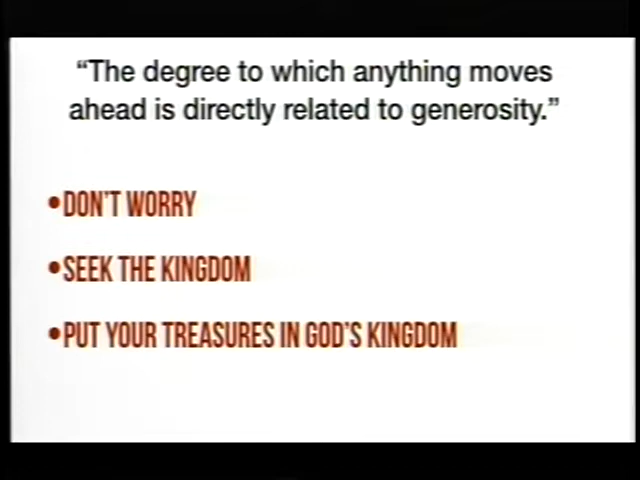 “The degree to which anything moves
ahead is directly related to generosity.”
•DON'T WORRY
•SEEK THE KINGDOM
•PUT YOUR TREASURES IN GOD'S KINGDOM